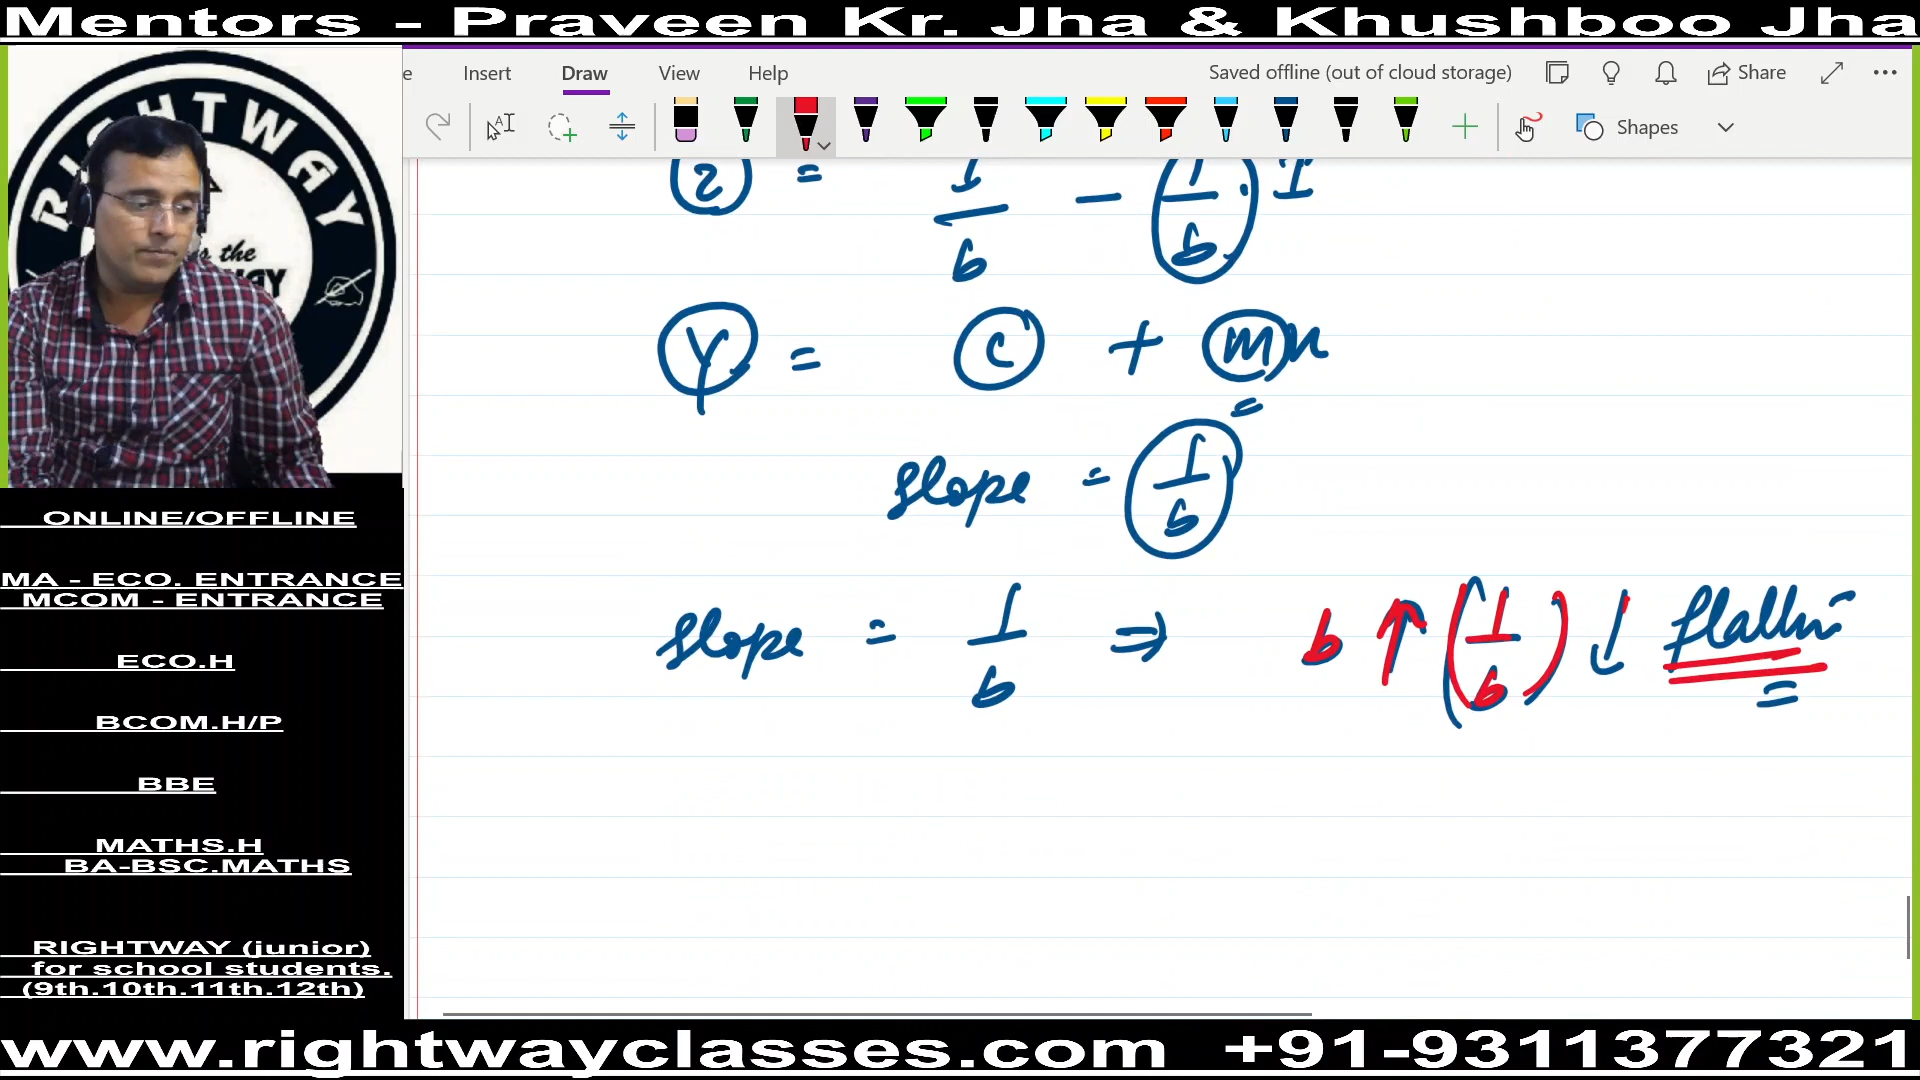 Mentors - Praveen Kr. Jha & Khushboo Jha
Insert Draw View Help Saved offline (out of cloud storage) Share
Shapes
RIGHTWAY
the
ONLINE/OFFLINE
MA - ECO. ENTRANCE
MCOM - ENTRANCE
ECO.H
BCOM.H/P
BBE
MATHS.H
BA-BSC.MATHS
RIGHTWAY (junior)
for school students.
(9th.10th.11th.12th)
= 1/b - (1/b) . I
Y = c + mx
slope = 1/b
slope = 1/b ⇒ b ↑ (1/b) ↓
www.rightwayclasses.com +91-9311377321